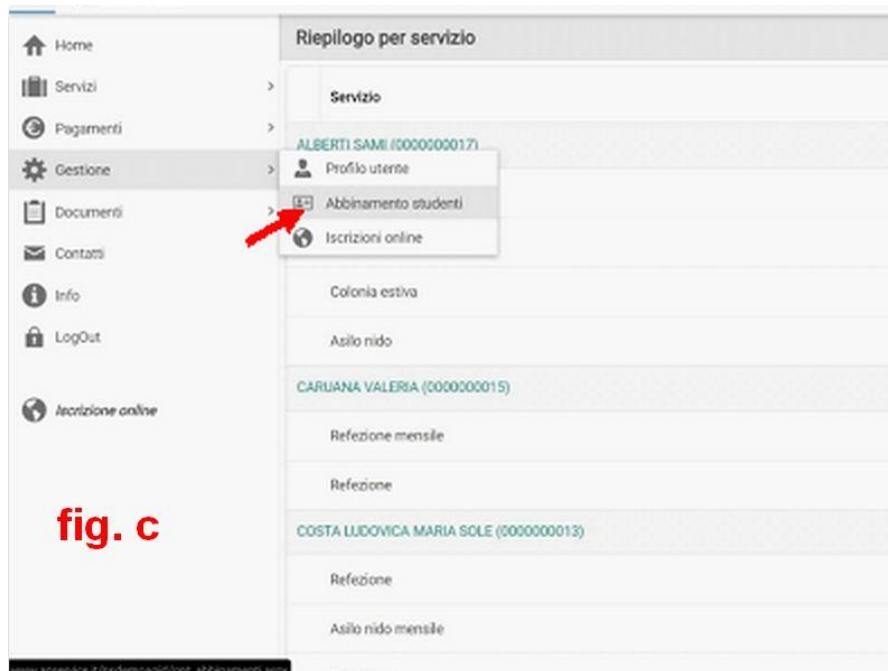 Home
Servizi
Pagamenti
Gestione
Documenti
Contatti
Info
LogOut
Iscrizione online
fig. c
Riepilogo per servizio
Servizio
ALBERTI SAMI (0000000017)
Profilo utente
Abbinamento studenti
Iscrizioni online
Colonia estiva
Asilo nido
CARUANA VALERIA (0000000015)
Refezione mensile
Refezione
COSTA LUDOVICA MARIA SOLE (0000000013)
Refezione
Asilo nido mensile